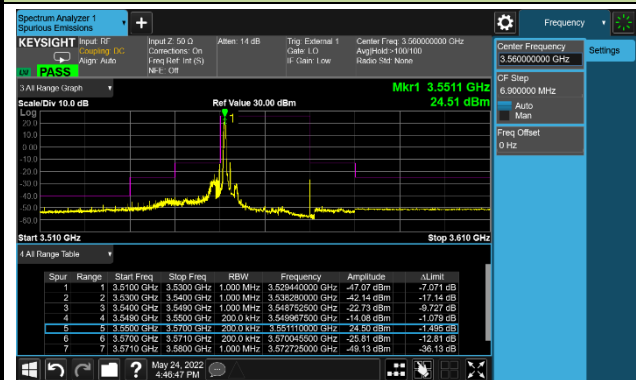 Spectrum Analyzer 1
Spurious Emissions
+
Frequency
KEYSIGHT
Input: RF
Coupling: DC
Align: Auto
Input Z: 50 Ω
Corrections: On
Freq Ref: Int (S)
NFE: Off
Atten: 14 dB
Trig: External 1
Gate: LO
IF Gain: Low
Center Freq: 3.560000000 GHz
Avg|Hold:>100/100
Radio Std: None
PASS
Center Frequency
3.560000000 GHz
Settings
CF Step
6.900000 MHz
Auto
Man
Freq Offset
0 Hz
3 All Range Graph
Mkr1 3.5511 GHz
Scale/Div 10.0 dB
Ref Value 30.00 dBm
24.51 dBm
Log
20.0
10.0
0.00
-10.0
-20.0
-30.0
-40.0
-50.0
-60.0
1
Start 3.510 GHz
Stop 3.610 GHz
4 All Range Table
Spur Range Start Freq Stop Freq RBW Frequency Amplitude ΔLimit
1 1 3.5100 GHz 3.5300 GHz 1.000 MHz 3.529440000 GHz -47.07 dBm -7.071 dB
2 2 3.5300 GHz 3.5400 GHz 1.000 MHz 3.538280000 GHz -42.14 dBm -17.14 dB
3 3 3.5400 GHz 3.5490 GHz 1.000 MHz 3.548752500 GHz -22.73 dBm -9.727 dB
4 4 3.5490 GHz 3.5500 GHz 200.0 kHz 3.549967500 GHz -14.08 dBm -1.079 dB
5 5 3.5500 GHz 3.5700 GHz 200.0 kHz 3.551110000 GHz 24.50 dBm -1.495 dB
6 6 3.5700 GHz 3.5710 GHz 200.0 kHz 3.570045500 GHz -25.81 dBm -12.81 dB
7 7 3.5710 GHz 3.5800 GHz 1.000 MHz 3.572725000 GHz -49.13 dBm -36.13 dB
?
May 24, 2022
4:46:47 PM